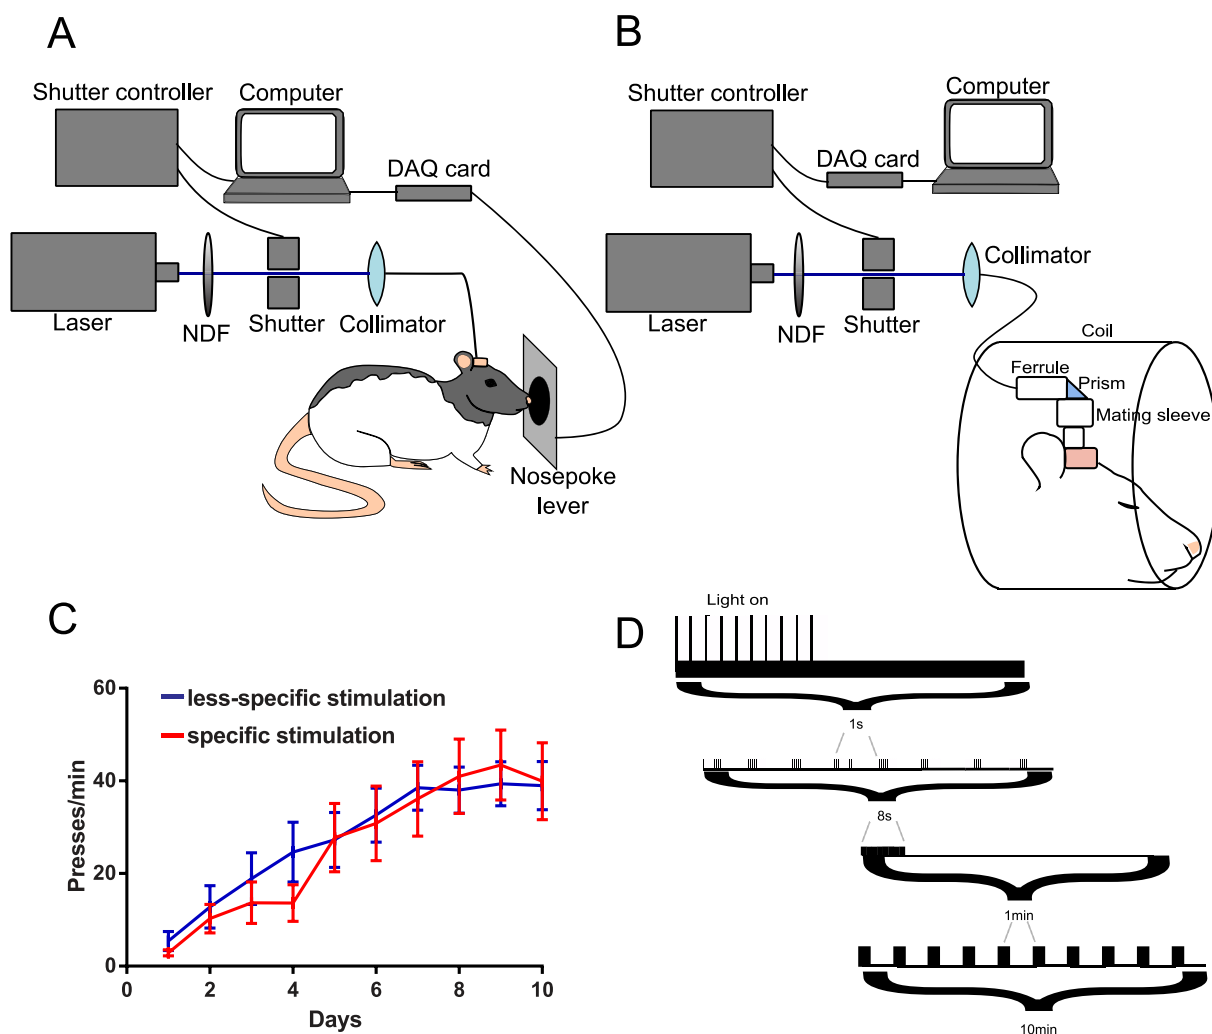 A
Shutter controller
Computer
DAQ card
Laser
NDF
Shutter
Collimator
Nosepoke
lever
B
Shutter controller
Computer
DAQ card
Collimator
Laser
NDF
Shutter
Coil
Ferrule
Prism
Mating sleeve
C
less-specific stimulation
specific stimulation
Presses/min
60
40
20
0
0
2
4
6
8
10
Days
D
Light on
1s
8s
1min
10min